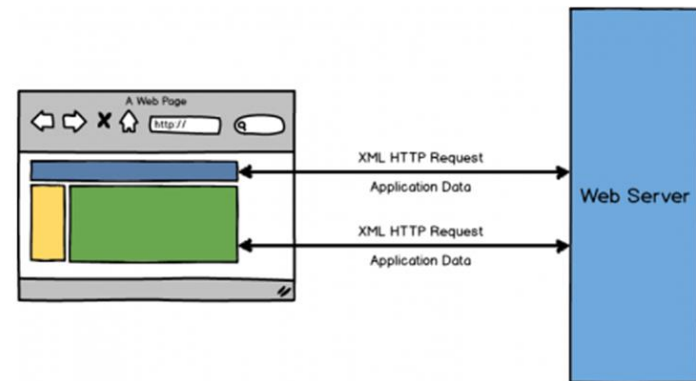 A Web Page
http://
XML HTTP Request
Application Data
Web Server
XML HTTP Request
Application Data